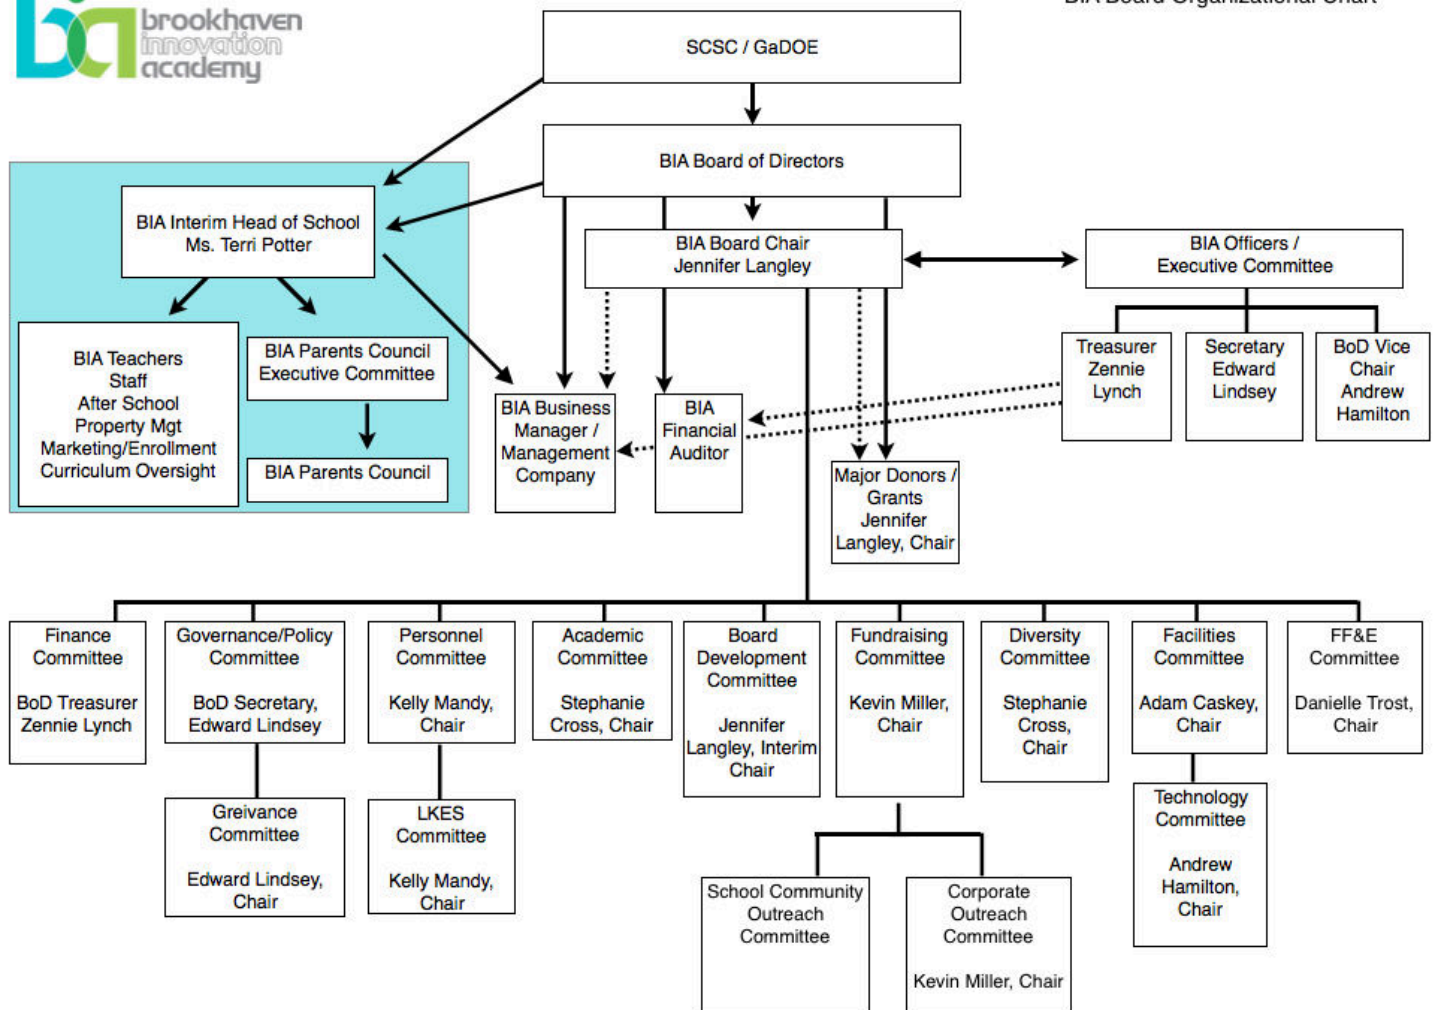 BIA Board Organizational Chart
brookhaven
innovation
academy
SCSC / GaDOE
BIA Board of Directors
BIA Interim Head of School
Ms. Terri Potter
BIA Board Chair
Jennifer Langley
BIA Officers /
Executive Committee
BIA Teachers
Staff
After School
Property Mgt
Marketing/Enrollment
Curriculum Oversight
BIA Parents Council
Executive Committee
BIA Parents Council
BIA Business
Manager /
Management
Company
BIA
Financial
Auditor
Major Donors /
Grants
Jennifer
Langley, Chair
Treasurer
Zennie
Lynch
Secretary
Edward
Lindsey
BoD Vice
Chair
Andrew
Hamilton
Finance
Committee
BoD Treasurer
Zennie Lynch
Governance/Policy
Committee
BoD Secretary,
Edward Lindsey
Personnel
Committee
Kelly Mandy,
Chair
Academic
Committee
Stephanie
Cross, Chair
Board
Development
Committee
Jennifer
Langley, Interim
Chair
Fundraising
Committee
Kevin Miller,
Chair
Diversity
Committee
Stephanie
Cross,
Chair
Facilities
Committee
Adam Caskey,
Chair
FF&E
Committee
Danielle Trost,
Chair
Greivance
Committee
Edward Lindsey,
Chair
LKES
Committee
Kelly Mandy,
Chair
School Community
Outreach
Committee
Corporate
Outreach
Committee
Kevin Miller, Chair
Technology
Committee
Andrew
Hamilton,
Chair